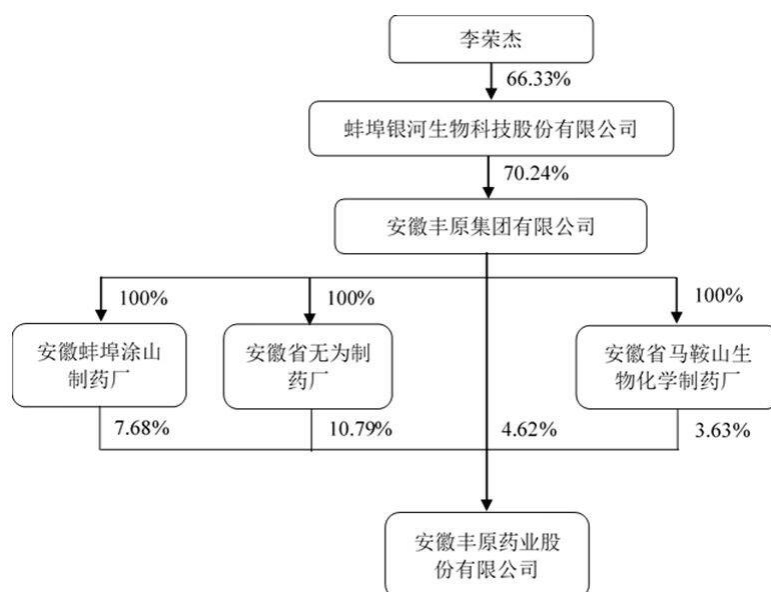 李荣杰
66.33%
蚌埠银河生物科技股份有限公司
70.24%
安徽丰原集团有限公司
100%
100%
100%
安徽蚌埠涂山
制药厂
安徽省无为制
药厂
安徽省马鞍山生
物化学制药厂
7.68%
10.79%
4.62%
3.63%
安徽丰原药业股
份有限公司